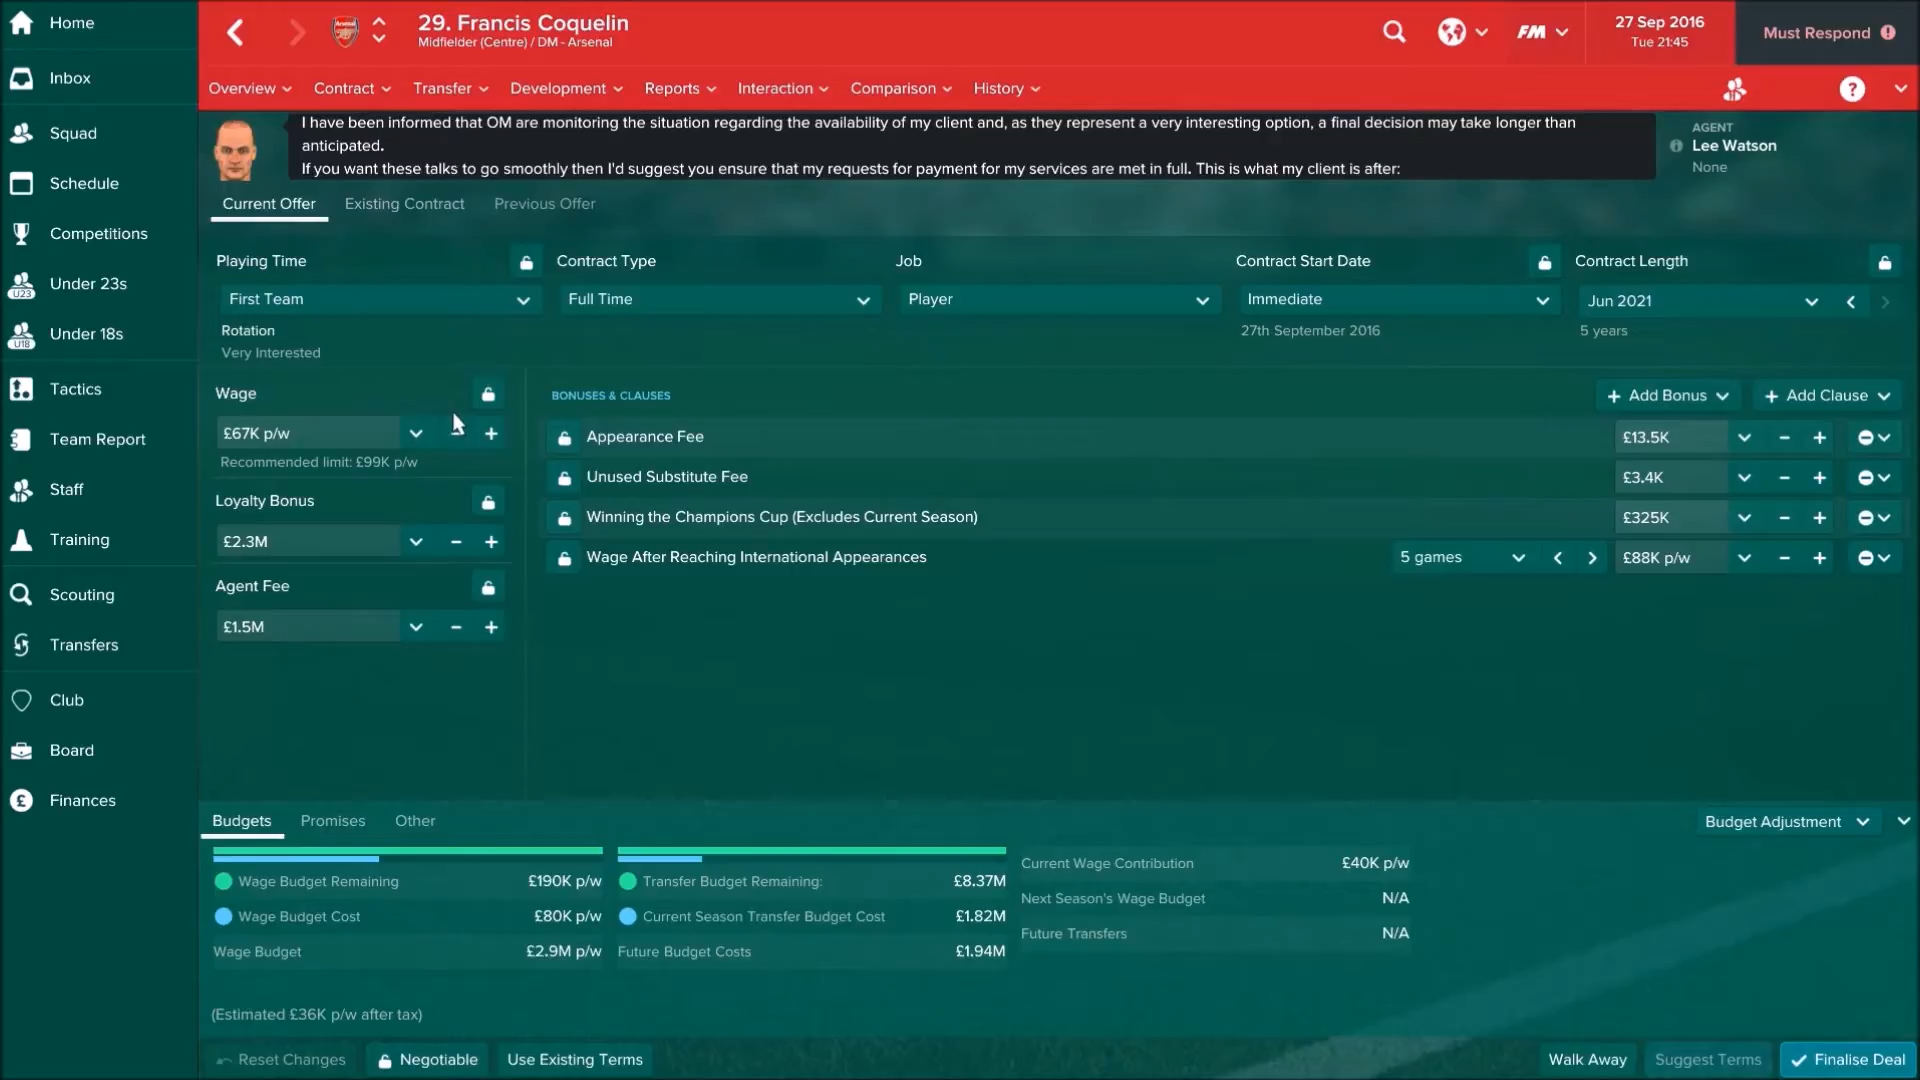 Home
Inbox
Squad
Schedule
Competitions
U23
Under 23s
U18
Under 18s
Tactics
Team Report
Staff
Training
Scouting
Transfers
Club
Board
£
Finances
Arsenal
29. Francis Coquelin
Midfielder (Centre) / DM - Arsenal
FM
27 Sep 2016
Tue 21:45
Must Respond !
Overview
Contract
Transfer
Development
Reports
Interaction
Comparison
History
?
I have been informed that OM are monitoring the situation regarding the availability of my client and, as they represent a very interesting option, a final decision may take longer than
anticipated.
If you want these talks to go smoothly then I'd suggest you ensure that my requests for payment for my services are met in full. This is what my client is after:
AGENT
Lee Watson
None
Current Offer
Existing Contract
Previous Offer
Playing Time
First Team
Rotation
Very Interested
Contract Type
Full Time
Job
Player
Contract Start Date
Immediate
27th September 2016
Contract Length
Jun 2021
5 years
Wage
£67K p/w
- +
Recommended limit: £99K p/w
Loyalty Bonus
£2.3M
- +
Agent Fee
£1.5M
- +
BONUSES & CLAUSES
+ Add Bonus
+ Add Clause
Appearance Fee £13.5K - +
Unused Substitute Fee £3.4K - +
Winning the Champions Cup (Excludes Current Season) £325K - +
Wage After Reaching International Appearances 5 games < > £88K p/w - +
Budgets
Promises
Other
Budget Adjustment
Wage Budget Remaining £190K p/w
Wage Budget Cost £80K p/w
Wage Budget £2.9M p/w
Transfer Budget Remaining: £8.37M
Current Season Transfer Budget Cost £1.82M
Future Budget Costs £1.94M
Current Wage Contribution £40K p/w
Next Season's Wage Budget N/A
Future Transfers N/A
(Estimated £36K p/w after tax)
Reset Changes
Negotiable
Use Existing Terms
Walk Away
Suggest Terms
Finalise Deal